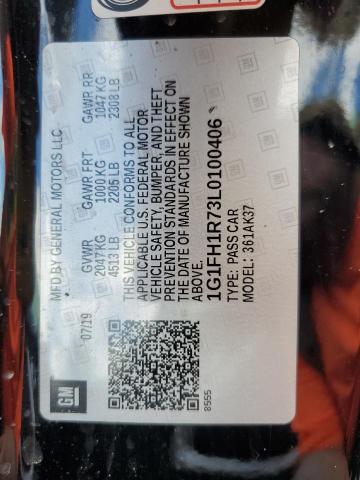 GM
MFD BY GENERAL MOTORS LLC
07/19
GVWR GAWR FRT GAWR RR
2047 KG 1000 KG 1047 KG
4513 LB 2205 LB 2308 LB
THIS VEHICLE CONFORMS TO ALL
APPLICABLE U.S. FEDERAL MOTOR
VEHICLE SAFETY, BUMPER, AND THEFT
PREVENTION STANDARDS IN EFFECT ON
THE DATE OF MANUFACTURE SHOWN
ABOVE.
1G1FH1R73L0100406
TYPE: PASS CAR
MODEL: 361AK37
8555